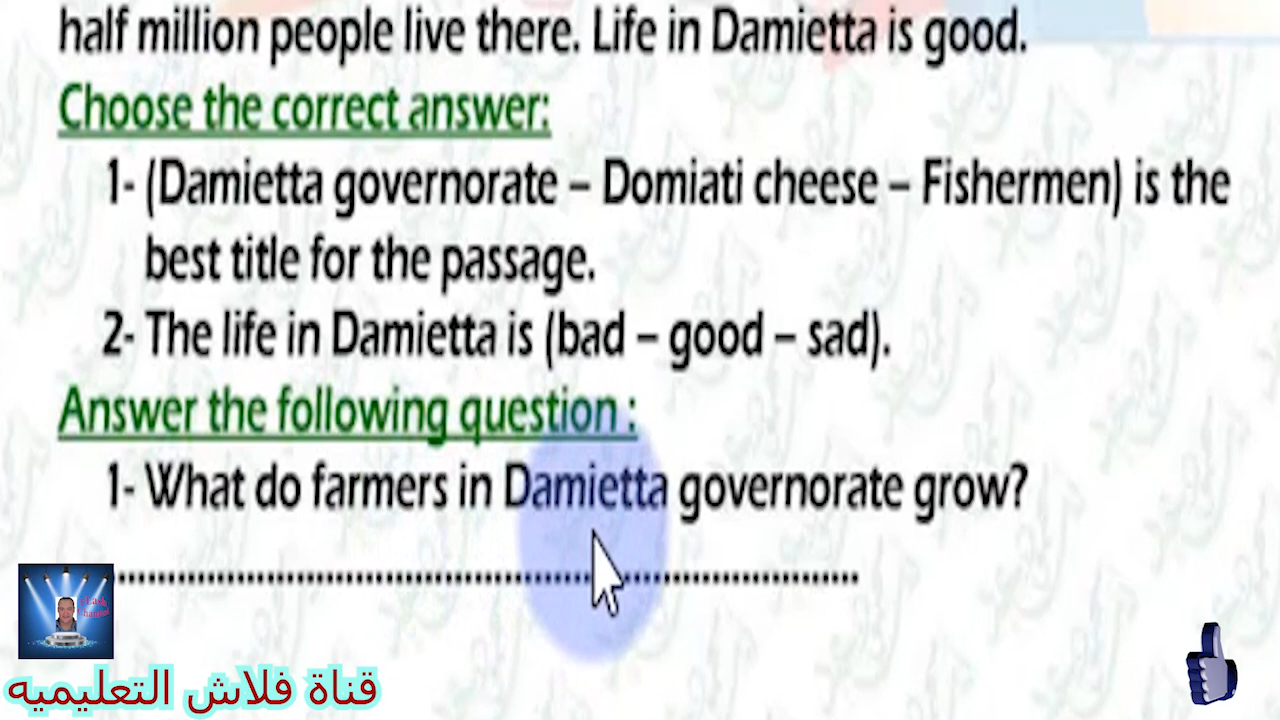 half million people live there. Life in Damietta is good.
Choose the correct answer:
1- (Damietta governorate – Domiati cheese – Fishermen) is the
best title for the passage.
2- The life in Damietta is (bad – good – sad).
Answer the following question :
1- What do farmers in Damietta governorate grow?
................................................................
قناة فلاش التعليميه